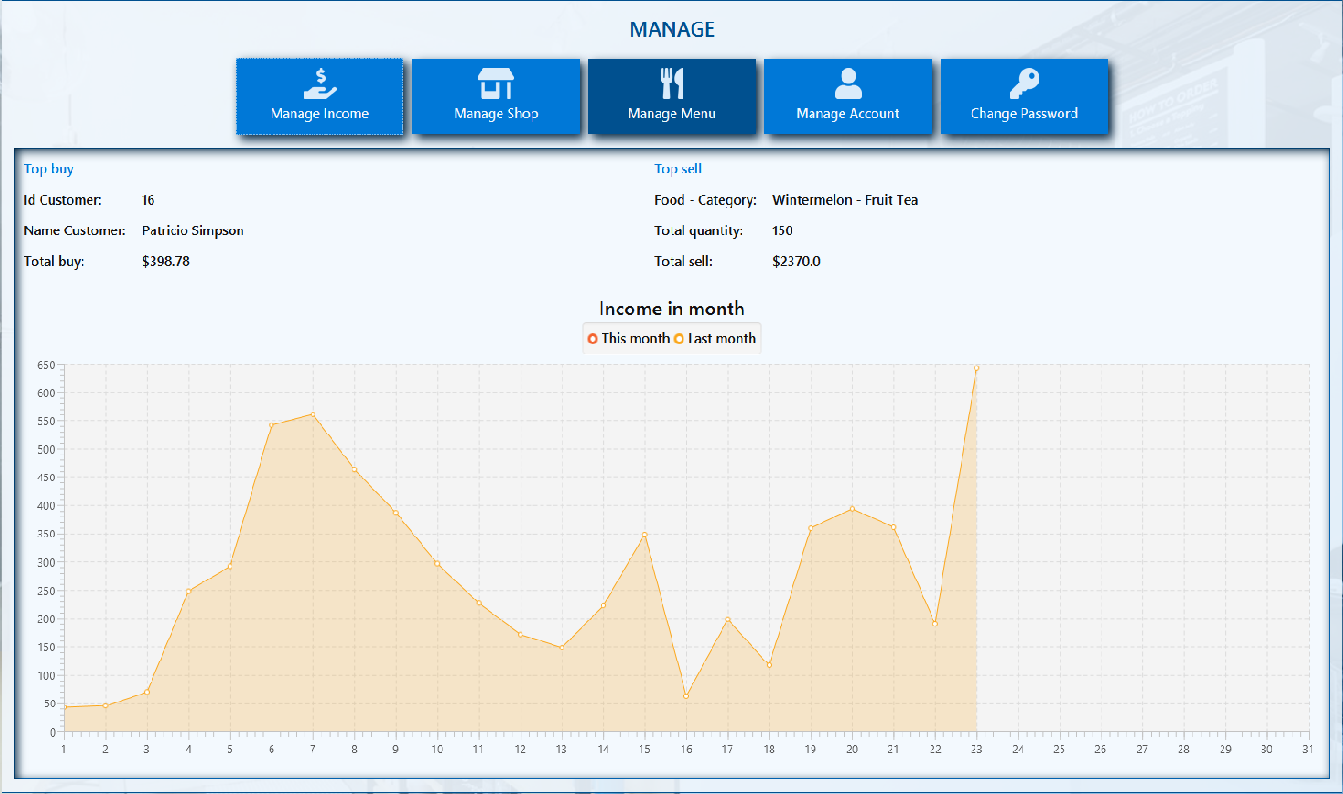 MANAGE
Manage Income
Manage Shop
Manage Menu
Manage Account
Change Password
HOW TO ORDER
Top buy
Top sell
Id Customer: 16
Food - Category: Wintermelon - Fruit Tea
Name Customer: Patricio Simpson
Total quantity: 150
Total buy: $398.78
Total sell: $2370.0
Income in month
This month Last month
650
600
550
500
450
400
350
300
250
200
150
100
50
0
1 2 3 4 5 6 7 8 9 10 11 12 13 14 15 16 17 18 19 20 21 22 23 24 25 26 27 28 29 30 31